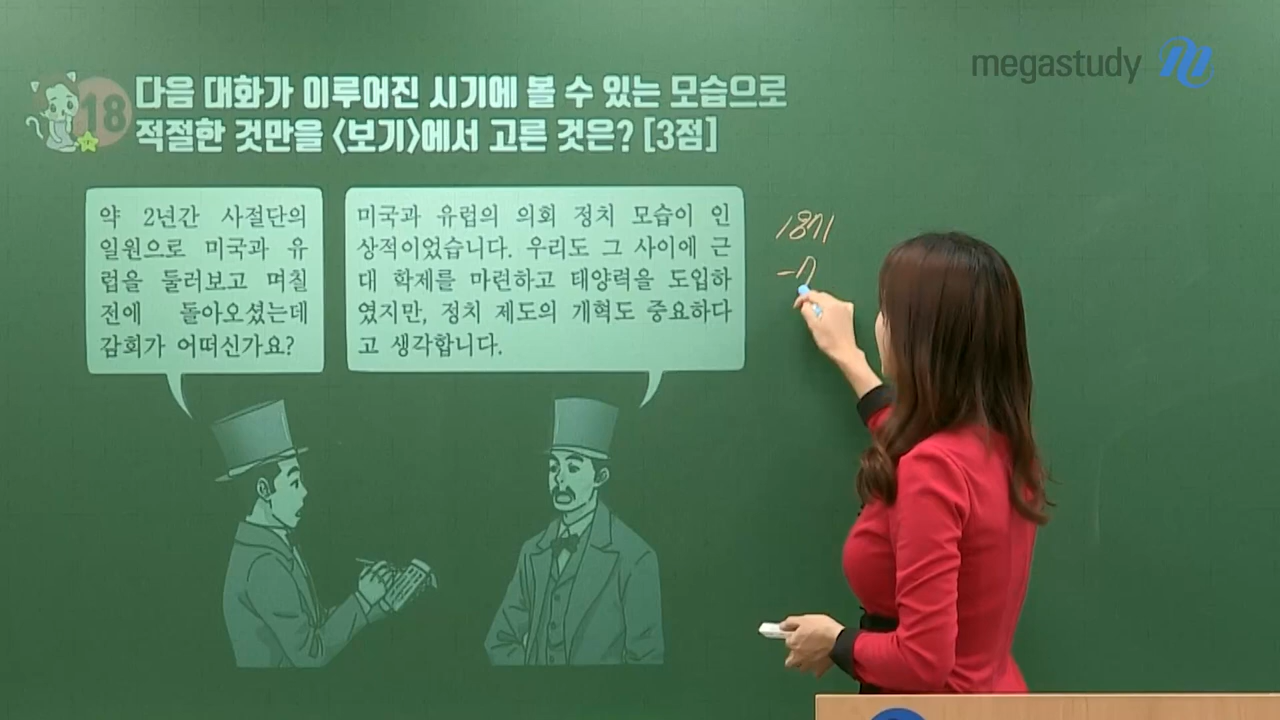 megastudy
18 다음 대화가 이루어진 시기에 볼 수 있는 모습으로
적절한 것만을 <보기>에서 고른 것은? [3점]
약 2년간 사절단의
일원으로 미국과 유
럽을 둘러보고 며칠
전에 돌아오셨는데
감회가 어떠신가요?
미국과 유럽의 의회 정치 모습이 인
상적이었습니다. 우리도 그 사이에 근
대 학제를 마련하고 태양력을 도입하
였지만, 정치 제도의 개혁도 중요하다
고 생각합니다.
1871
-7